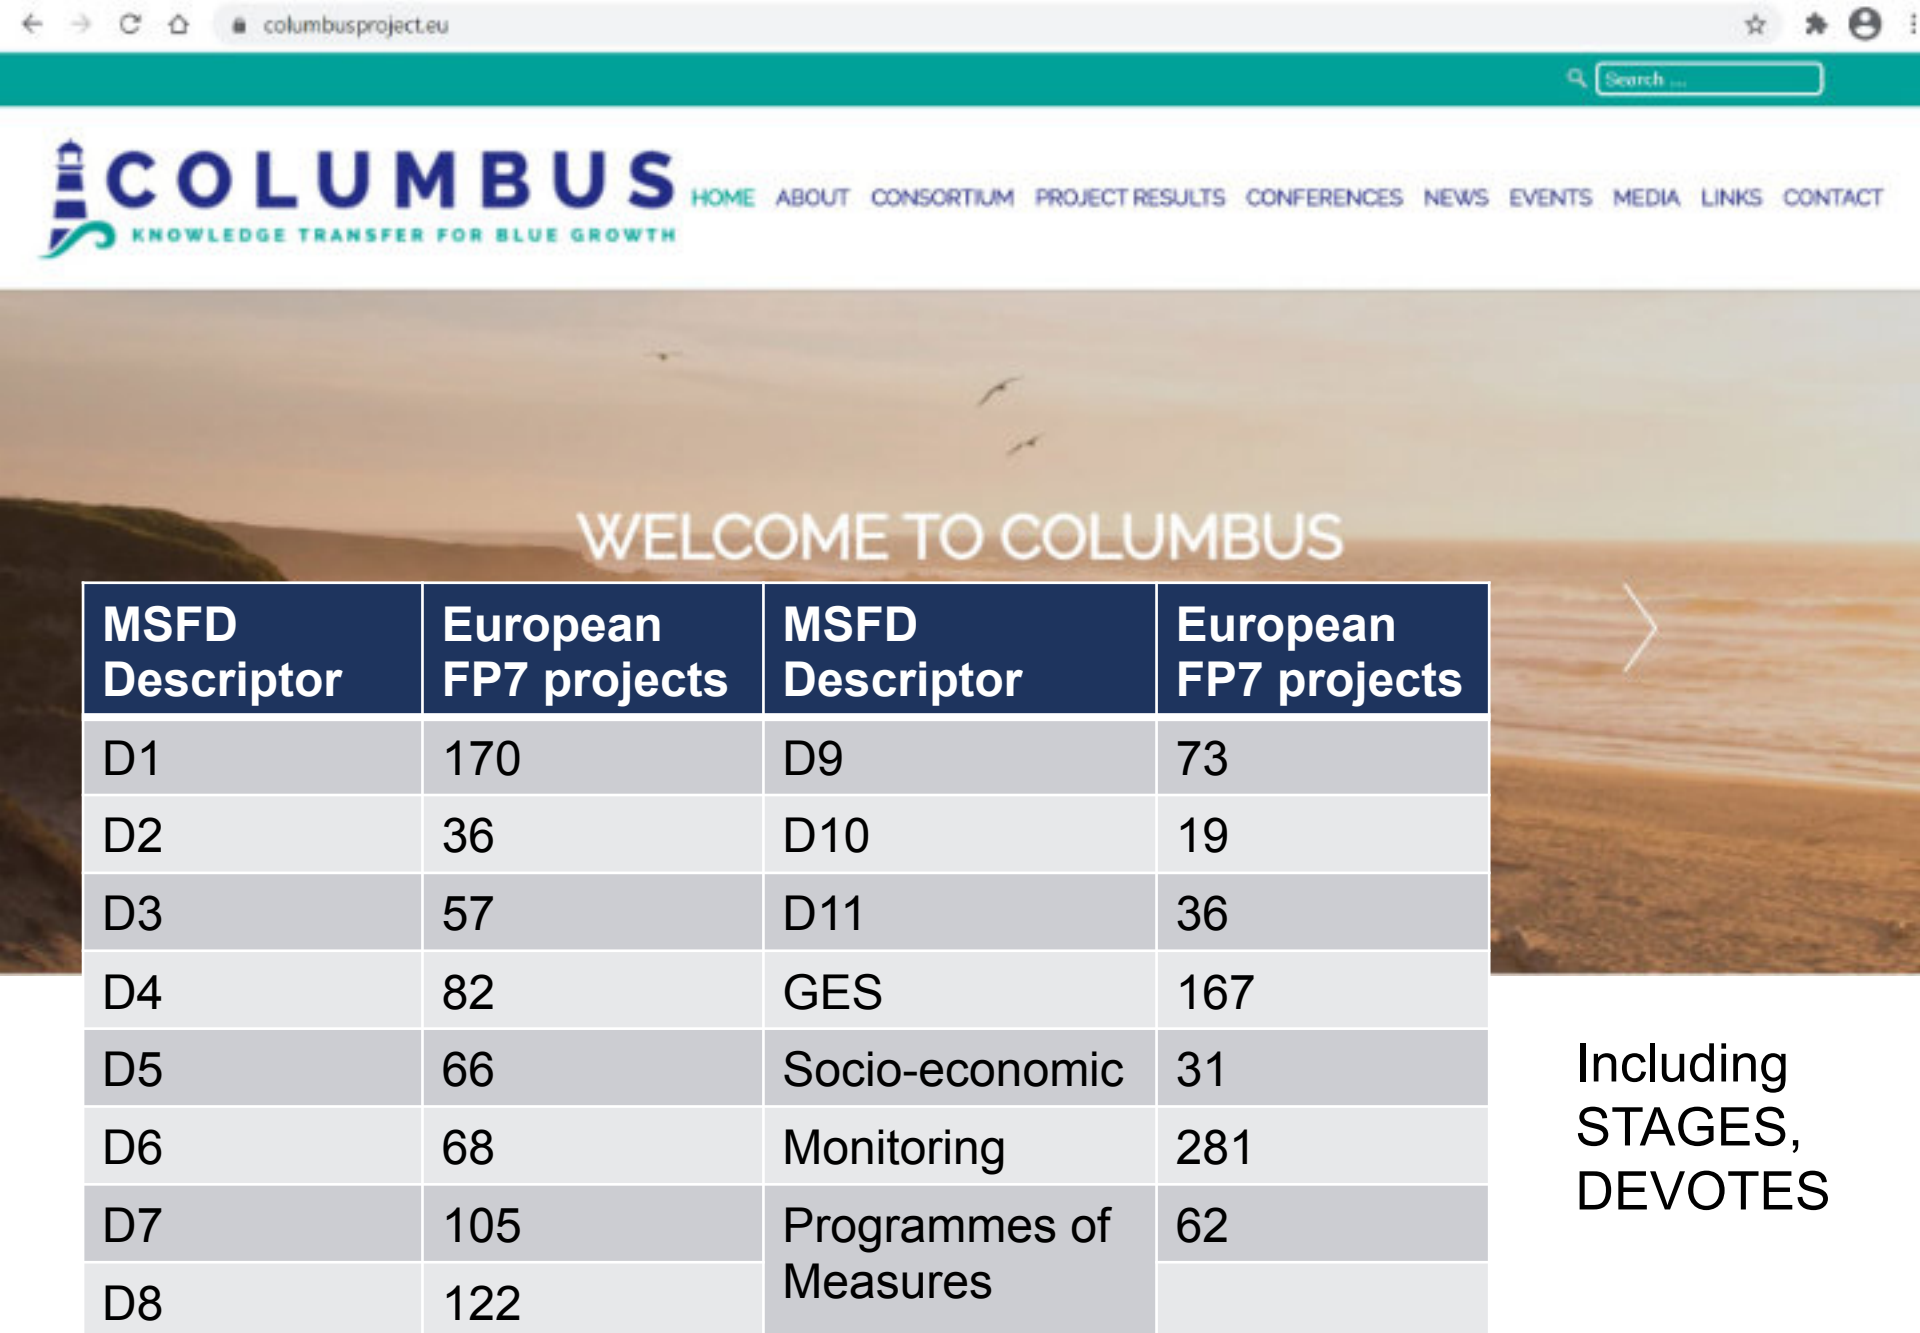 columbusproject.eu
Search ...
COLUMBUS
KNOWLEDGE TRANSFER FOR BLUE GROWTH
HOME ABOUT CONSORTIUM PROJECT RESULTS CONFERENCES NEWS EVENTS MEDIA LINKS CONTACT
WELCOME TO COLUMBUS
MSFD Descriptor European FP7 projects MSFD Descriptor European FP7 projects
D1 170 D9 73
D2 36 D10 19
D3 57 D11 36
D4 82 GES 167
D5 66 Socio-economic 31
D6 68 Monitoring 281
D7 105 Programmes of Measures 62
D8 122
Including
STAGES,
DEVOTES